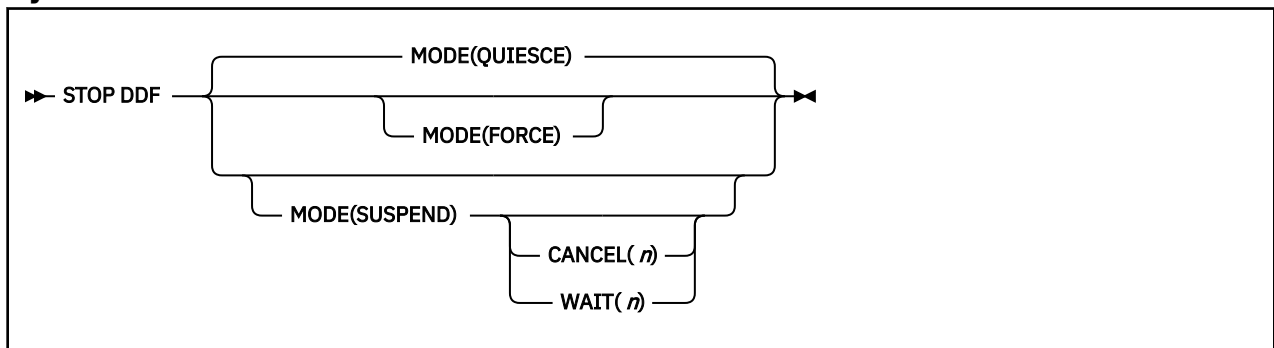 MODE(QUIESCE)
STOP DDF
MODE(FORCE)
MODE(SUSPEND)
CANCEL( n)
WAIT( n)